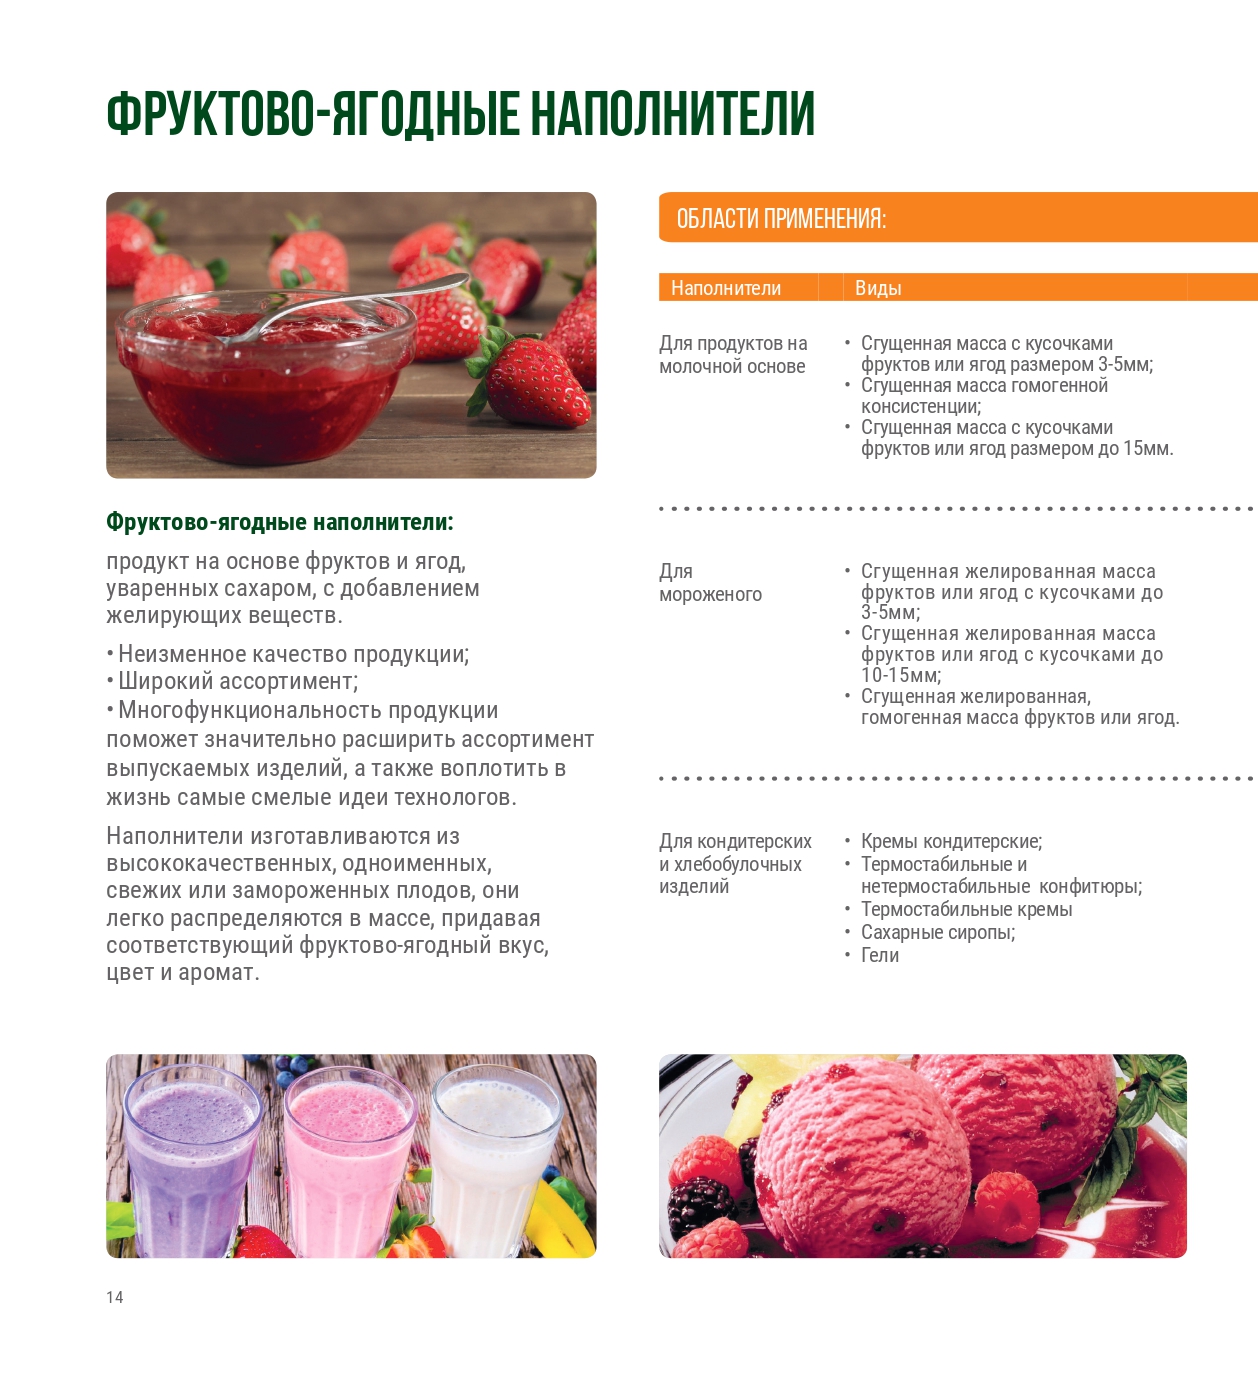 ФРУКТОВО-ЯГОДНЫЕ НАПОЛНИТЕЛИ
Фруктово-ягодные наполнители:
продукт на основе фруктов и ягод,
уваренных сахаром, с добавлением
желирующих веществ.
• Неизменное качество продукции;
• Широкий ассортимент;
• Многофункциональность продукции
поможет значительно расширить ассортимент
выпускаемых изделий, а также воплотить в
жизнь самые смелые идеи технологов.
Наполнители изготавливаются из
высококачественных, одноименных,
свежих или замороженных плодов, они
легко распределяются в массе, придавая
соответствующий фруктово-ягодный вкус,
цвет и аромат.
ОБЛАСТИ ПРИМЕНЕНИЯ:
Наполнители
Виды
Для продуктов на
молочной основе
• Сгущенная масса с кусочками
фруктов или ягод размером 3-5мм;
• Сгущенная масса гомогенной
консистенции;
• Сгущенная масса с кусочками
фруктов или ягод размером до 15мм.
Для
мороженого
• Сгущенная желированная масса
фруктов или ягод с кусочками до
3-5мм;
• Сгущенная желированная масса
фруктов или ягод с кусочками до
10-15мм;
• Сгущенная желированная,
гомогенная масса фруктов или ягод.
Для кондитерских
и хлебобулочных
изделий
• Кремы кондитерские;
• Термостабильные и
нетермостабильные конфитюры;
• Термостабильные кремы
• Сахарные сиропы;
• Гели
14